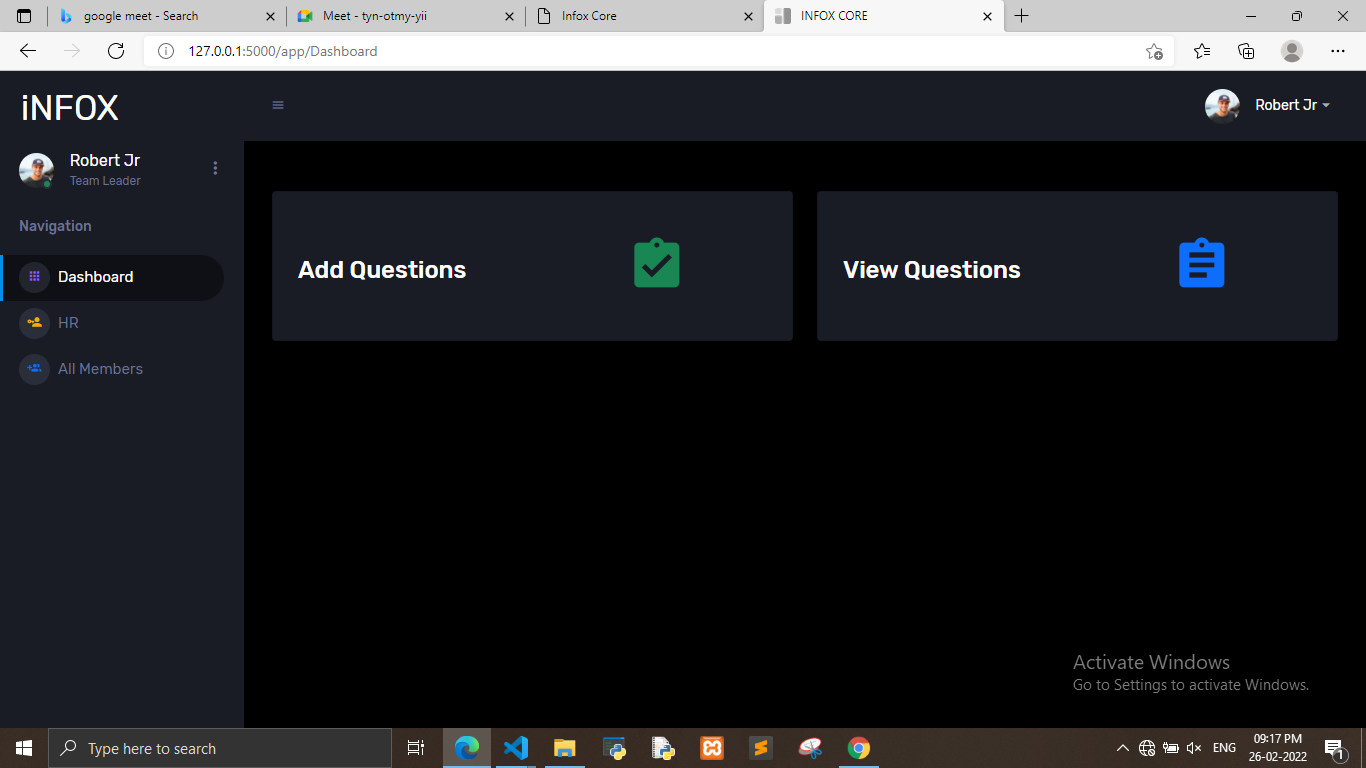 google meet - Search
Meet - tyn-otmy-yii
Infox Core
INFOX CORE
127.0.0.1:5000/app/Dashboard
iNFOX
Robert Jr
Robert Jr
Team Leader
Navigation
Dashboard
HR
All Members
Add Questions
View Questions
Activate Windows
Go to Settings to activate Windows.
Type here to search
ENG
09:17 PM
26-02-2022
1